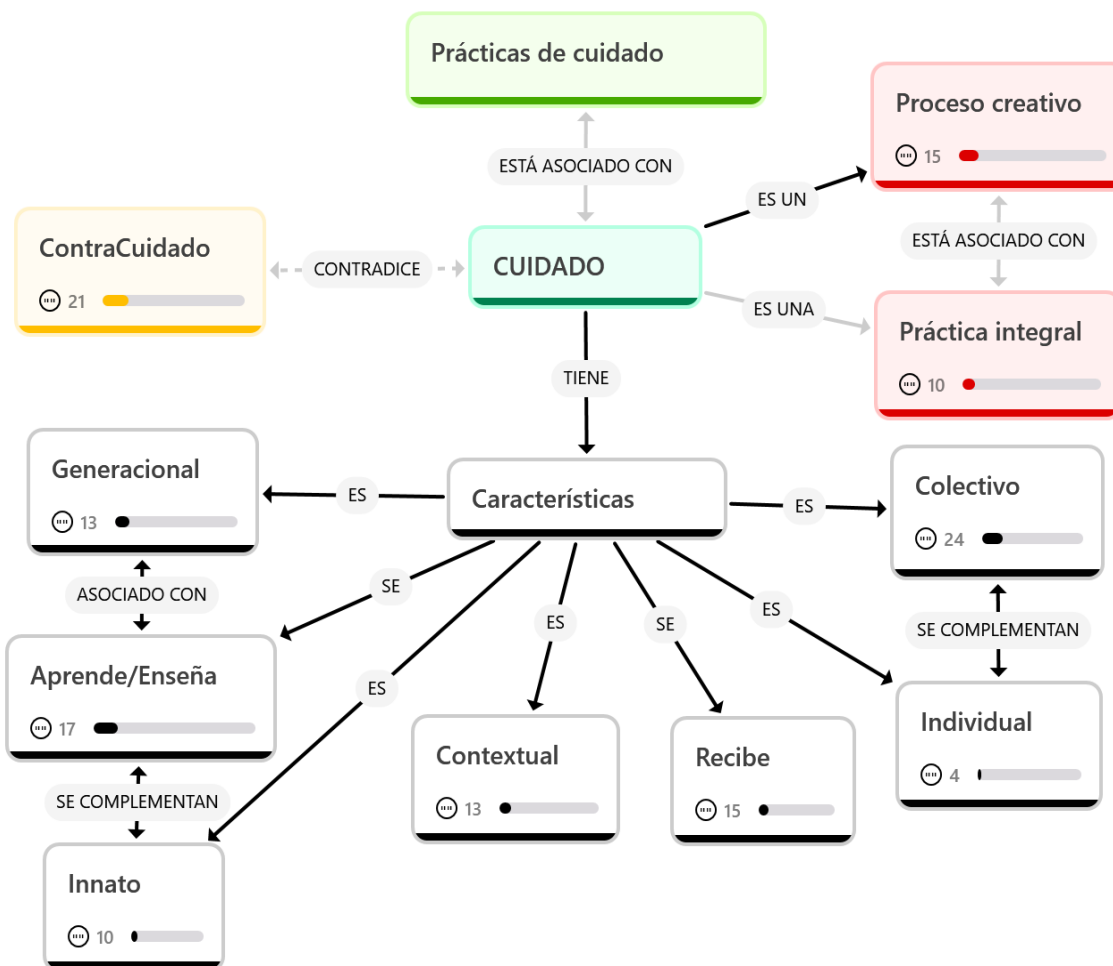 Prácticas de cuidado
Proceso creativo
15
ESTÁ ASOCIADO CON
ES UN
ContraCuidado
21
CONTRADICE
CUIDADO
ESTÁ ASOCIADO CON
ES UNA
Práctica integral
10
TIENE
Generacional
13
ES
Características
ES
Colectivo
24
ASOCIADO CON
SE
ES
SE
ES
SE COMPLEMENTAN
Aprende/Enseña
17
ES
Contextual
13
Recibe
15
Individual
4
SE COMPLEMENTAN
Innato
10